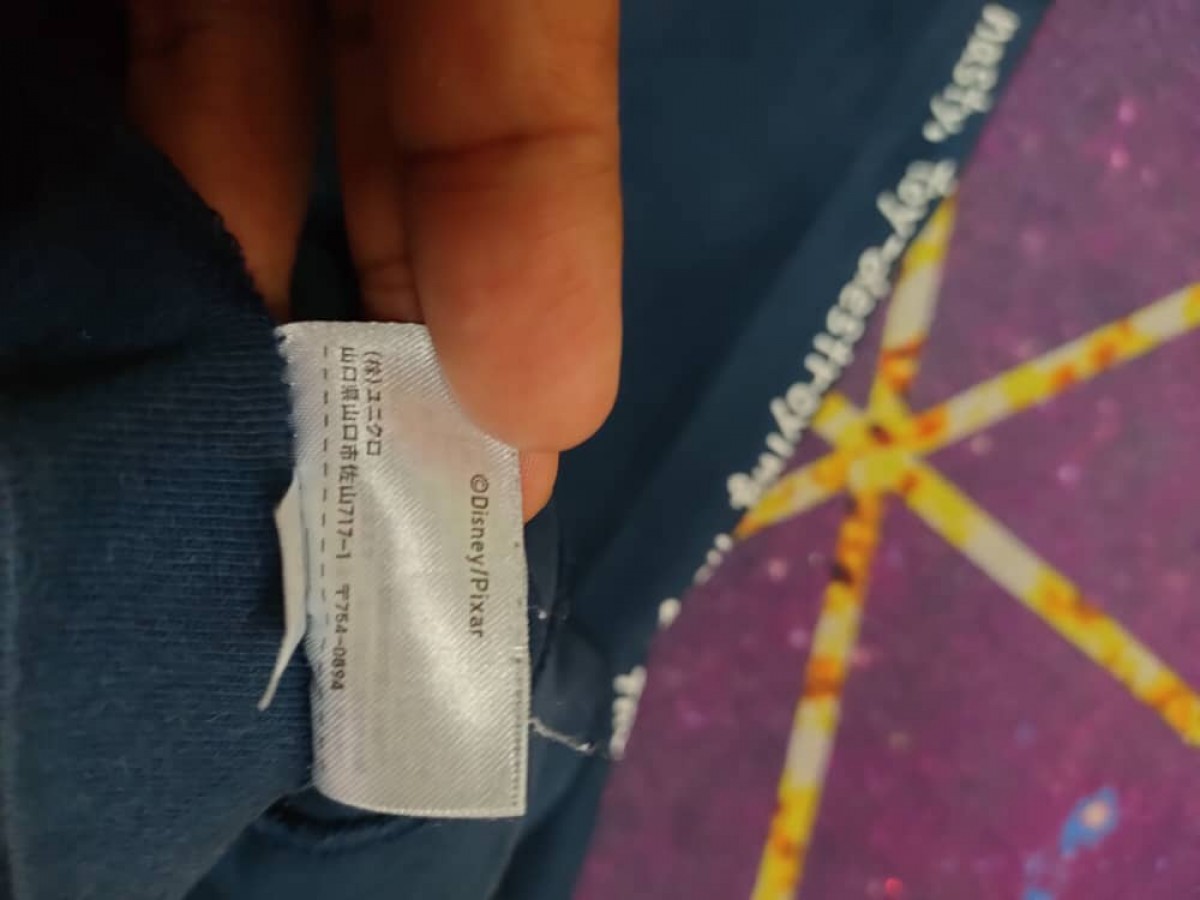 ©Disney/Pixar
(株)ユニクロ
山口県山口市佐山717-1 〒754-0894
nasty,
toy-destroying